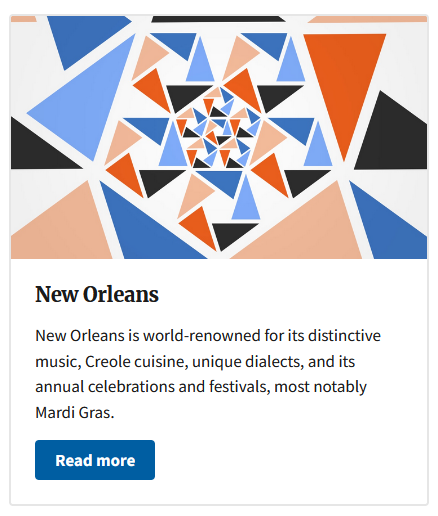 New Orleans
New Orleans is world-renowned for its distinctive
music, Creole cuisine, unique dialects, and its
annual celebrations and festivals, most notably
Mardi Gras.
Read more